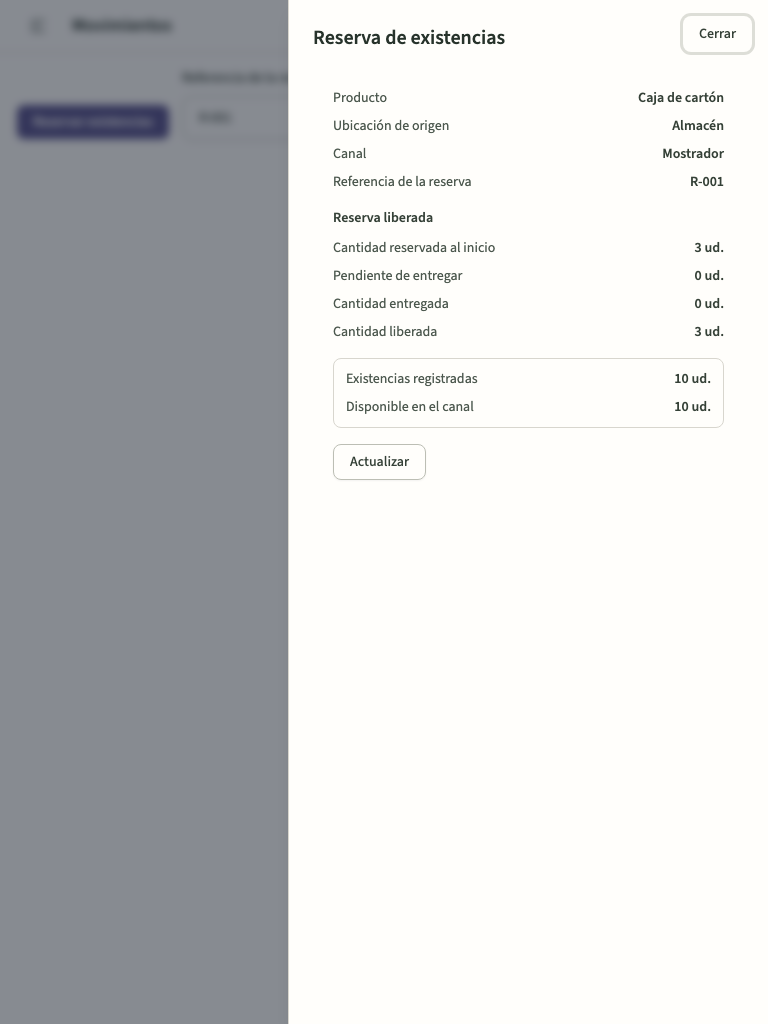 Movimientos
Reserva de existencias
Cerrar
Producto Caja de cartón
Ubicación de origen Almacén
Canal Mostrador
Referencia de la reserva R-001
Reserva liberada
Cantidad reservada al inicio 3 ud.
Pendiente de entregar 0 ud.
Cantidad entregada 0 ud.
Cantidad liberada 3 ud.
Existencias registradas 10 ud.
Disponible en el canal 10 ud.
Actualizar